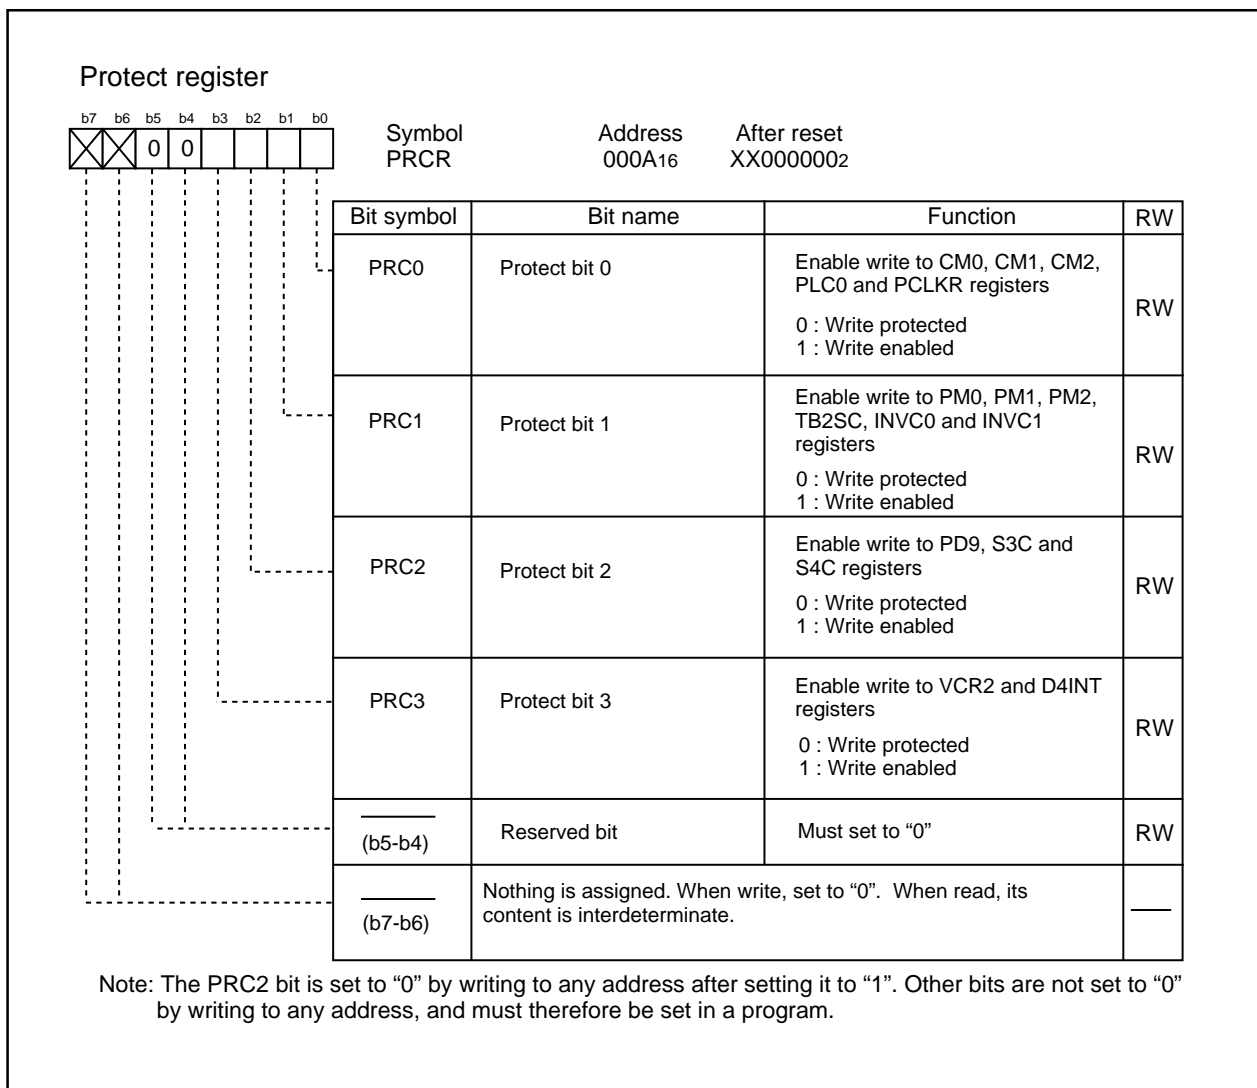 Protect register
b7 b6 b5 b4 b3 b2 b1 b0
0 0
Symbol Address After reset
PRCR 000A16 XX0000002
Bit symbol Bit name Function RW
PRC0 Protect bit 0 Enable write to CM0, CM1, CM2,
PLC0 and PCLKR registers
0 : Write protected
1 : Write enabled
RW
PRC1 Protect bit 1 Enable write to PM0, PM1, PM2,
TB2SC, INVC0 and INVC1
registers
0 : Write protected
1 : Write enabled
RW
PRC2 Protect bit 2 Enable write to PD9, S3C and
S4C registers
0 : Write protected
1 : Write enabled
RW
PRC3 Protect bit 3 Enable write to VCR2 and D4INT
registers
0 : Write protected
1 : Write enabled
RW
(b5-b4) Reserved bit Must set to “0” RW
(b7-b6) Nothing is assigned. When write, set to “0”. When read, its
content is interdeterminate.
Note: The PRC2 bit is set to “0” by writing to any address after setting it to “1”. Other bits are not set to “0”
by writing to any address, and must therefore be set in a program.